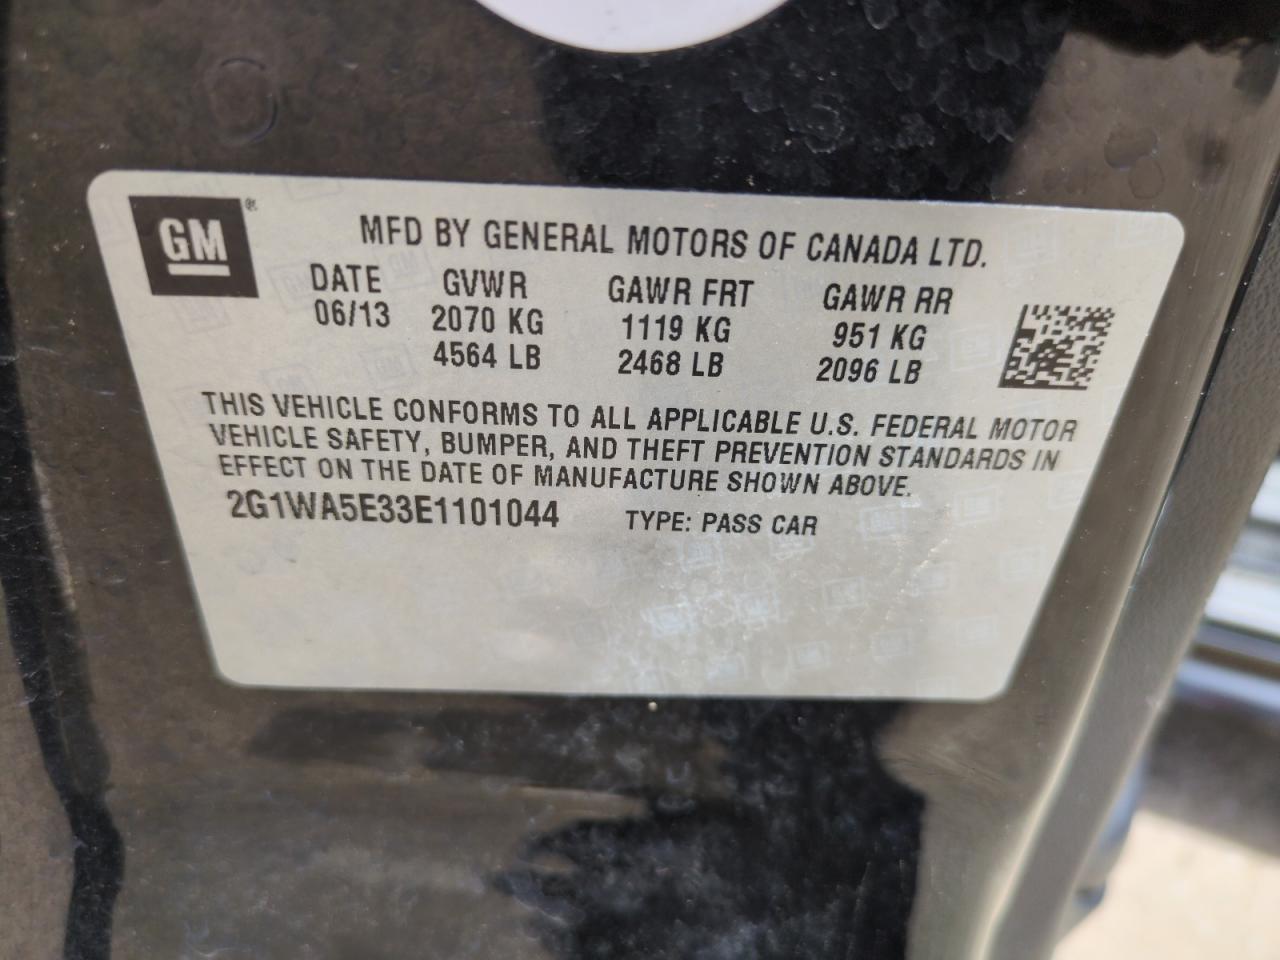 GM®
MFD BY GENERAL MOTORS OF CANADA LTD.
DATE GVWR GAWR FRT GAWR RR
06/13 2070 KG 1119 KG 951 KG
4564 LB 2468 LB 2096 LB
THIS VEHICLE CONFORMS TO ALL APPLICABLE U.S. FEDERAL MOTOR
VEHICLE SAFETY, BUMPER, AND THEFT PREVENTION STANDARDS IN
EFFECT ON THE DATE OF MANUFACTURE SHOWN ABOVE.
2G1WA5E33E1101044 TYPE: PASS CAR